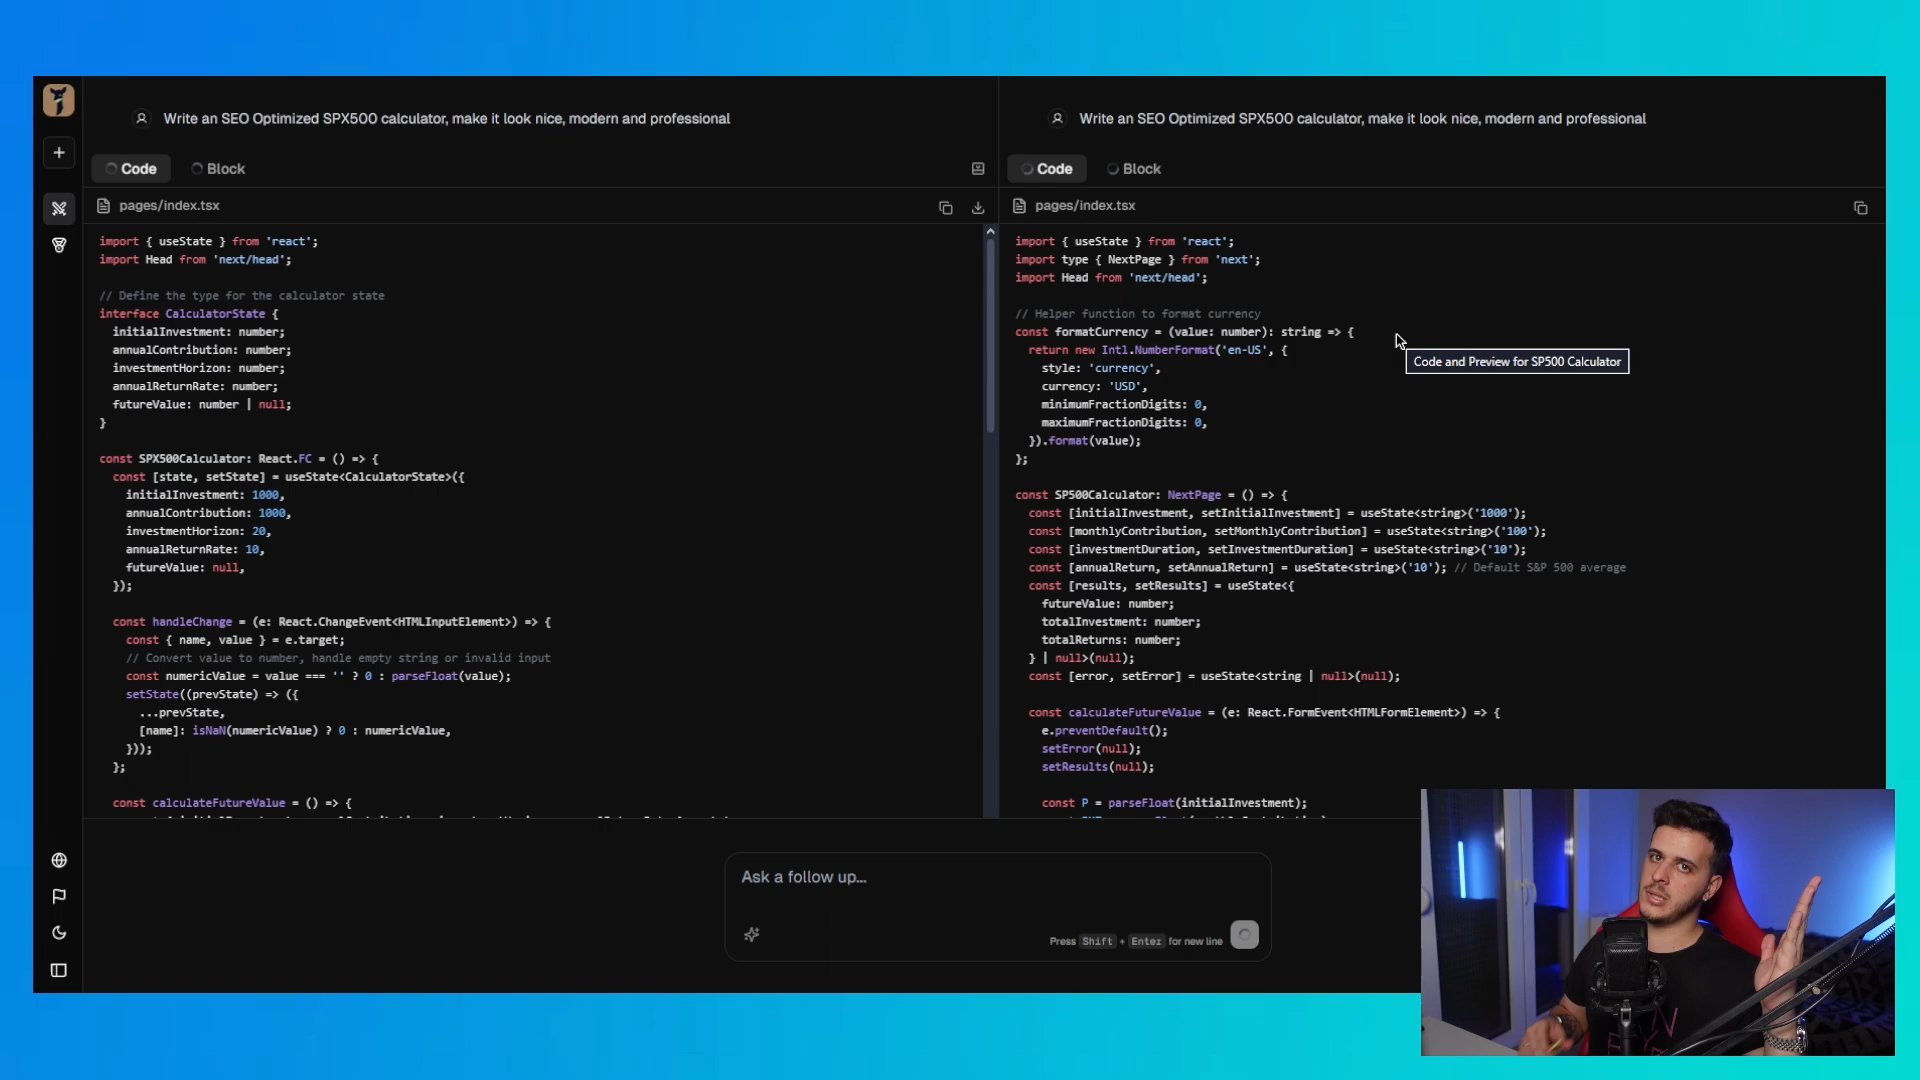 Write an SEO Optimized SPX500 calculator, make it look nice, modern and professional
Code Block
pages/index.tsx
import { useState } from 'react';
import Head from 'next/head';
// Define the type for the calculator state
interface CalculatorState {
initialInvestment: number;
annualContribution: number;
investmentHorizon: number;
annualReturnRate: number;
futureValue: number | null;
}
const SPX500Calculator: React.FC = () => {
const [state, setState] = useState<CalculatorState>({
initialInvestment: 1000,
annualContribution: 1000,
investmentHorizon: 20,
annualReturnRate: 10,
futureValue: null,
});
const handleChange = (e: React.ChangeEvent<HTMLInputElement>) => {
const { name, value } = e.target;
// Convert value to number, handle empty string or invalid input
const numericValue = value === '' ? 0 : parseFloat(value);
setState((prevState) => ({
...prevState,
[name]: isNaN(numericValue) ? 0 : numericValue,
}));
};
const calculateFutureValue = () => {
Write an SEO Optimized SPX500 calculator, make it look nice, modern and professional
Code Block
pages/index.tsx
import { useState } from 'react';
import type { NextPage } from 'next';
import Head from 'next/head';
// Helper function to format currency
const formatCurrency = (value: number): string => {
return new Intl.NumberFormat('en-US', {
style: 'currency',
currency: 'USD',
minimumFractionDigits: 0,
maximumFractionDigits: 0,
}).format(value);
};
Code and Preview for SP500 Calculator
const SP500Calculator: NextPage = () => {
const [initialInvestment, setInitialInvestment] = useState<string>('1000');
const [monthlyContribution, setMonthlyContribution] = useState<string>('100');
const [investmentDuration, setInvestmentDuration] = useState<string>('10');
const [annualReturn, setAnnualReturn] = useState<string>('10'); // Default S&P 500 average
const [results, setResults] = useState<{
futureValue: number;
totalInvestment: number;
totalReturns: number;
} | null>(null);
const [error, setError] = useState<string | null>(null);
const calculateFutureValue = (e: React.FormEvent<HTMLFormElement>) => {
e.preventDefault();
setError(null);
setResults(null);
const P = parseFloat(initialInvestment);
Ask a follow up...
Press Shift + Enter for new line